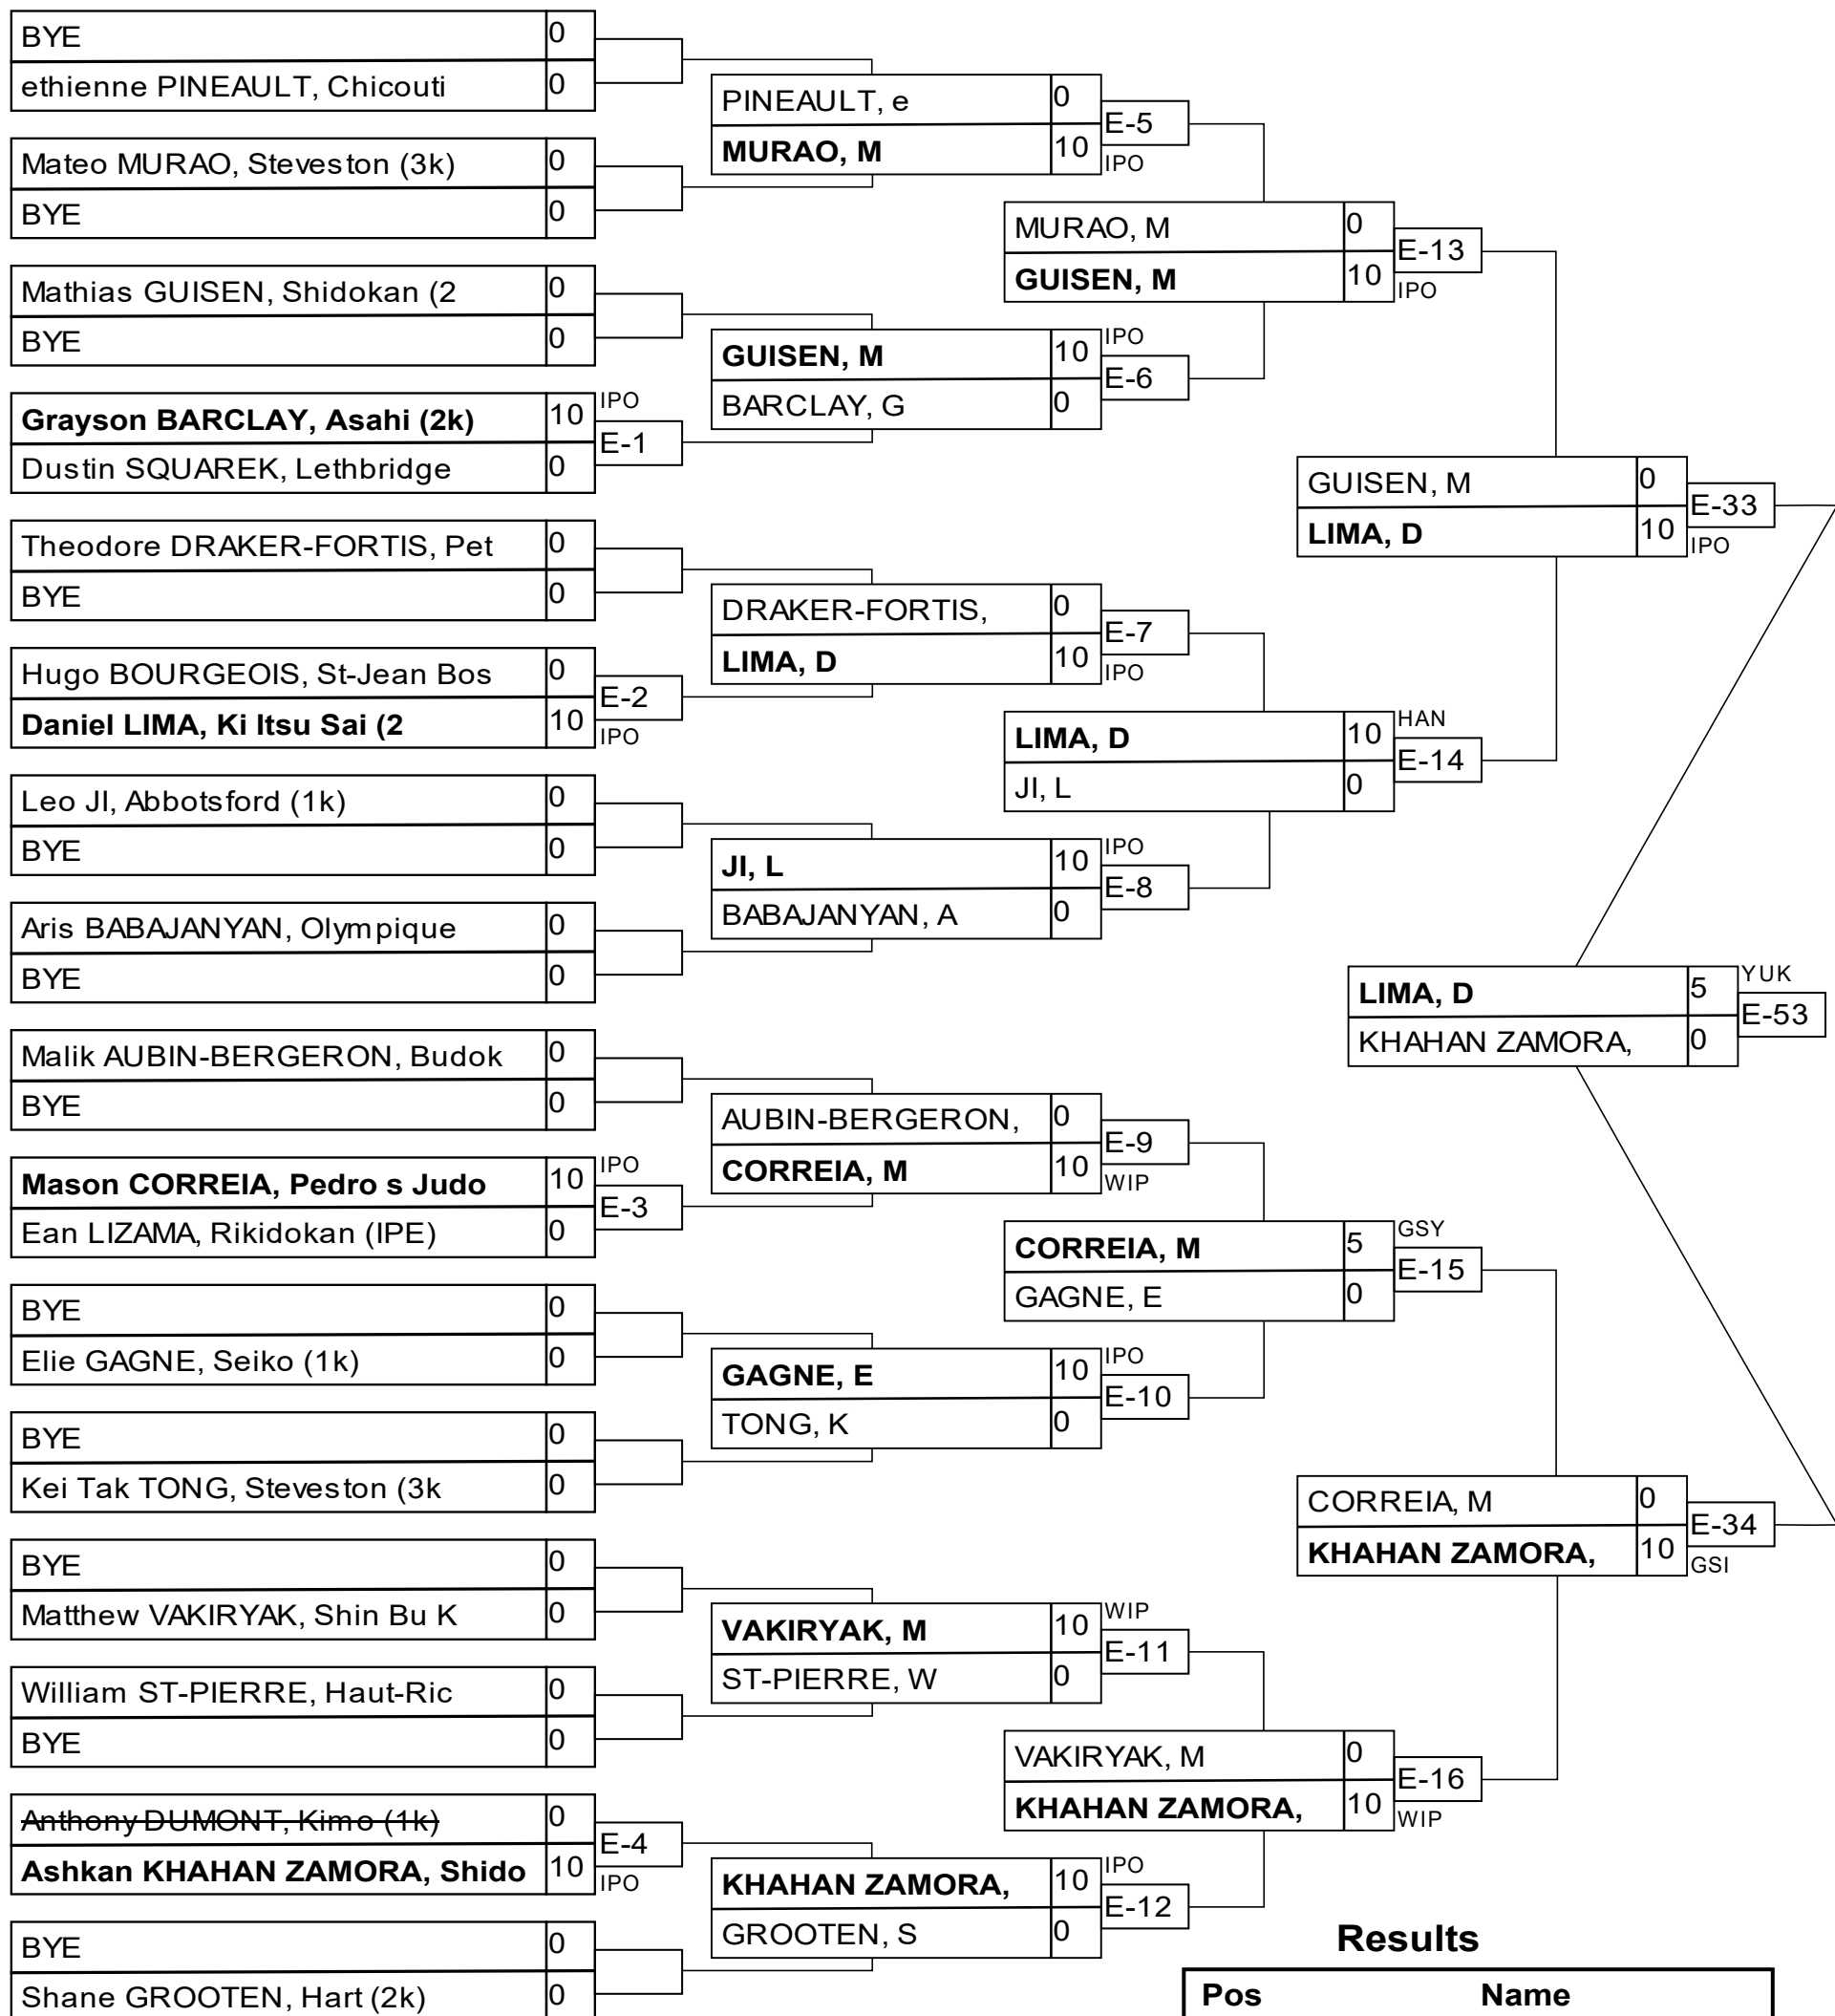 BYE 0
ethienne PINEAULT, Chicouti 0
Mateo MURAO, Steveston (3k) 0
BYE 0
Mathias GUISEN, Shidokan (2 0
BYE 0
Grayson BARCLAY, Asahi (2k) 10 IPO
E-1
Dustin SQUAREK, Lethbridge 0
Theodore DRAKER-FORTIS, Pet 0
BYE 0
Hugo BOURGEOIS, St-Jean Bos 0
E-2
Daniel LIMA, Ki Itsu Sai (2 10 IPO
Leo JI, Abbotsford (1k) 0
BYE 0
Aris BABAJANYAN, Olympique 0
BYE 0
Malik AUBIN-BERGERON, Budok 0
BYE 0
Mason CORREIA, Pedro s Judo 10 IPO
E-3
Ean LIZAMA, Rikidokan (IPE) 0
BYE 0
Elie GAGNE, Seiko (1k) 0
BYE 0
Kei Tak TONG, Steveston (3k 0
BYE 0
Matthew VAKIRYAK, Shin Bu K 0
William ST-PIERRE, Haut-Ric 0
BYE 0
Anthony DUMONT, Kimo (1k) 0
E-4
Ashkan KHAHAN ZAMORA, Shido 10 IPO
BYE 0
Shane GROOTEN, Hart (2k) 0
PINEAULT, e 0
E-5
MURAO, M 10 IPO
GUISEN, M 10 IPO
E-6
BARCLAY, G 0
DRAKER-FORTIS, 0
E-7
LIMA, D 10 IPO
JI, L 10 IPO
E-8
BABAJANYAN, A 0
AUBIN-BERGERON, 0
E-9
CORREIA, M 10 WIP
GAGNE, E 10 IPO
E-10
TONG, K 0
VAKIRYAK, M 10 WIP
E-11
ST-PIERRE, W 0
KHAHAN ZAMORA, 10 IPO
E-12
GROOTEN, S 0
MURAO, M 0
E-13
GUISEN, M 10 IPO
LIMA, D 10 HAN
E-14
JI, L 0
CORREIA, M 5 GSY
E-15
GAGNE, E 0
VAKIRYAK, M 0
E-16
KHAHAN ZAMORA, 10 WIP
GUISEN, M 0
E-33
LIMA, D 10 IPO
CORREIA, M 0
E-34
KHAHAN ZAMORA, 10 GSI
LIMA, D 5 YUK
E-53
KHAHAN ZAMORA, 0
Results
Pos Name